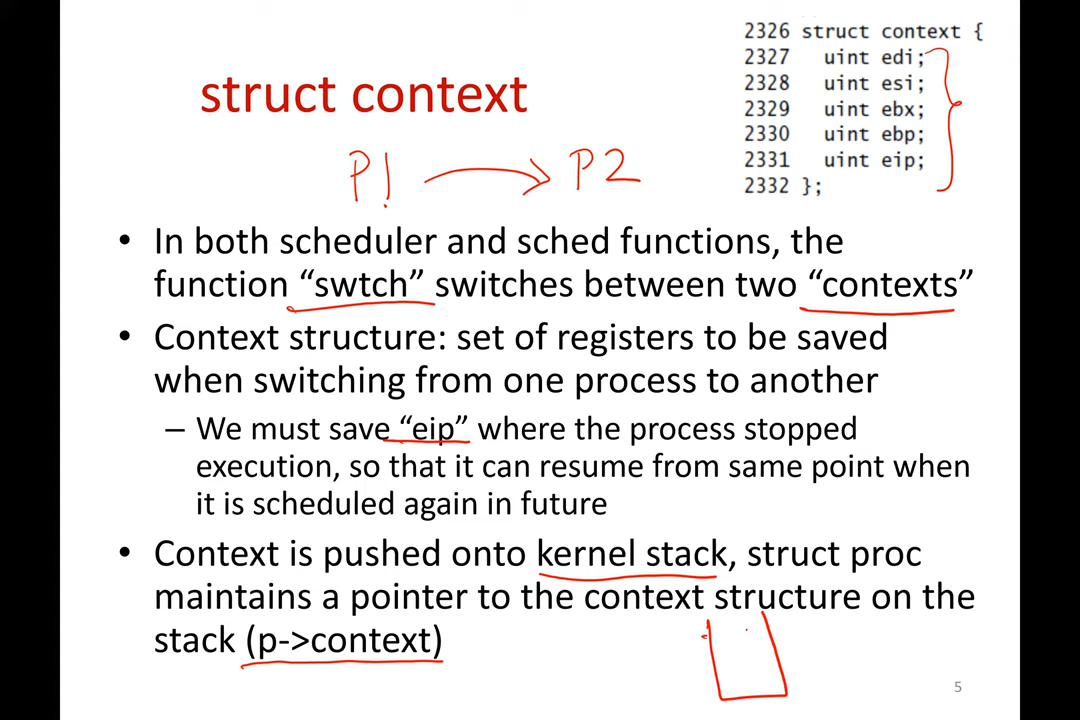 2326 struct context {
2327 uint edi;
2328 uint esi;
2329 uint ebx;
2330 uint ebp;
2331 uint eip;
2332 };
struct context
P1 P2
• In both scheduler and sched functions, the
function “swtch” switches between two “contexts”
• Context structure: set of registers to be saved
when switching from one process to another
– We must save “eip” where the process stopped
execution, so that it can resume from same point when
it is scheduled again in future
• Context is pushed onto kernel stack, struct proc
maintains a pointer to the context structure on the
stack (p->context)
5